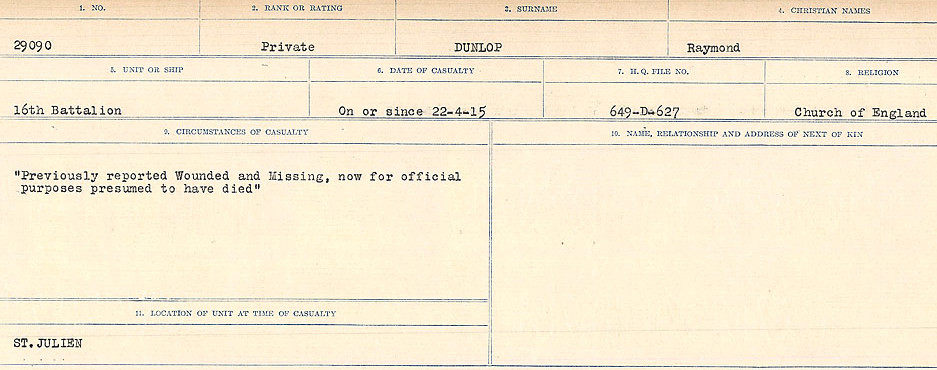 1. NO. 2. RANK OR RATING 3. SURNAME 4. CHRISTIAN NAMES
29090 Private DUNLOP Raymond
5. UNIT OR SHIP 6. DATE OF CASUALTY 7. H.Q. FILE NO. 8. RELIGION
16th Battalion On or since 22-4-15 649-D-627 Church of England
9. CIRCUMSTANCES OF CASUALTY 10. NAME, RELATIONSHIP AND ADDRESS OF NEXT OF KIN
"Previously reported Wounded and Missing, now for official
purposes presumed to have died"
11. LOCATION OF UNIT AT TIME OF CASUALTY
ST.JULIEN